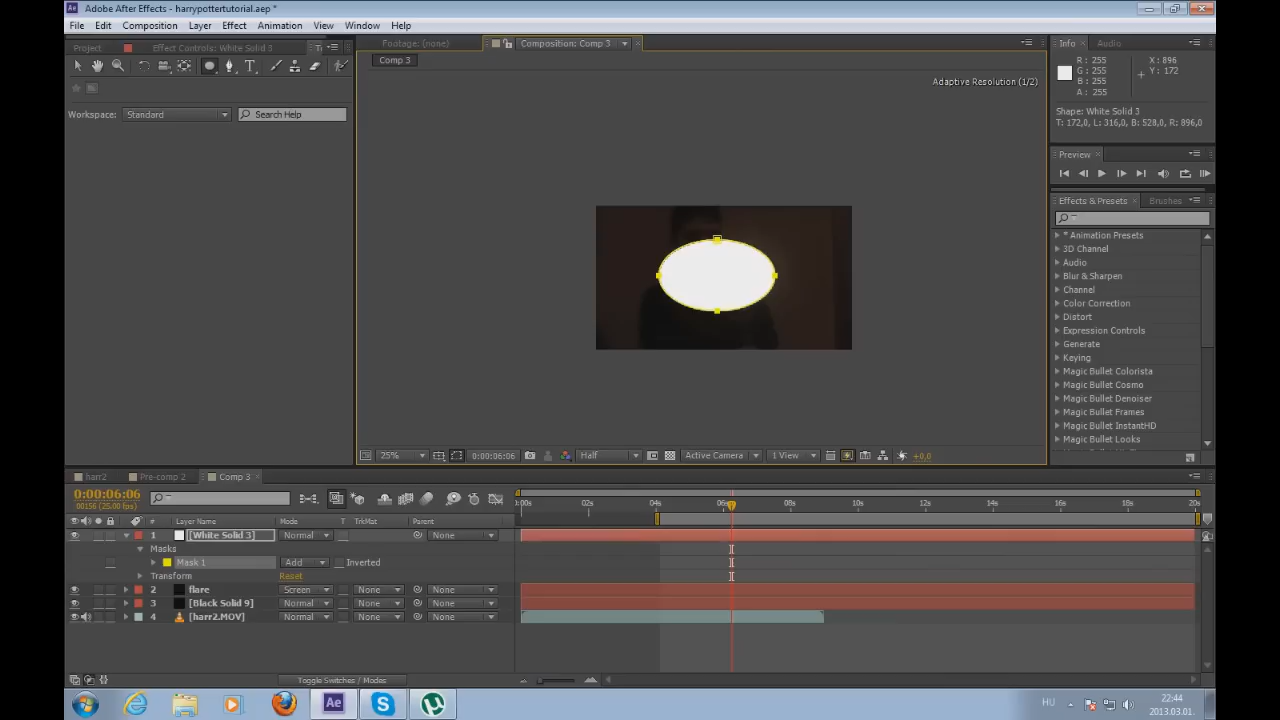 Adobe After Effects - harrypottertutorial.aep *
File Edit Composition Layer Effect Animation View Window Help
Project Effect Controls: White Solid 3
Footage: (none) Composition: Comp 3
Info Audio
Comp 3
R : 255
G : 255
B : 255
A : 255
X : 896
Y : 172
Adaptive Resolution (1/2)
Shape: White Solid 3
T: 172,0, L: 316,0, B: 528,0, R: 896,0
Workspace: Standard Search Help
Preview
Effects & Presets Brushes
* Animation Presets
3D Channel
Audio
Blur & Sharpen
Channel
Color Correction
Distort
Expression Controls
Generate
Keying
Magic Bullet Colorista
Magic Bullet Cosmo
Magic Bullet Denoiser
Magic Bullet Frames
Magic Bullet InstantHD
Magic Bullet Looks
25% 0:00:06:06 Half Active Camera 1 View +0,0
harr2 Pre-comp 2 Comp 3
0:00:06:06
00156 (25.00 fps)
:00s 02s 04s 06s 08s 10s 12s 14s 16s 18s 20s
# Layer Name Mode T TrkMat Parent
1 [White Solid 3] Normal None
Masks
Mask 1 Add Inverted
Transform Reset
2 flare Screen None None
3 [Black Solid 9] Normal None None
4 [harr2.MOV] Normal None None
Toggle Switches / Modes
HU 22:44
2013.03.01.